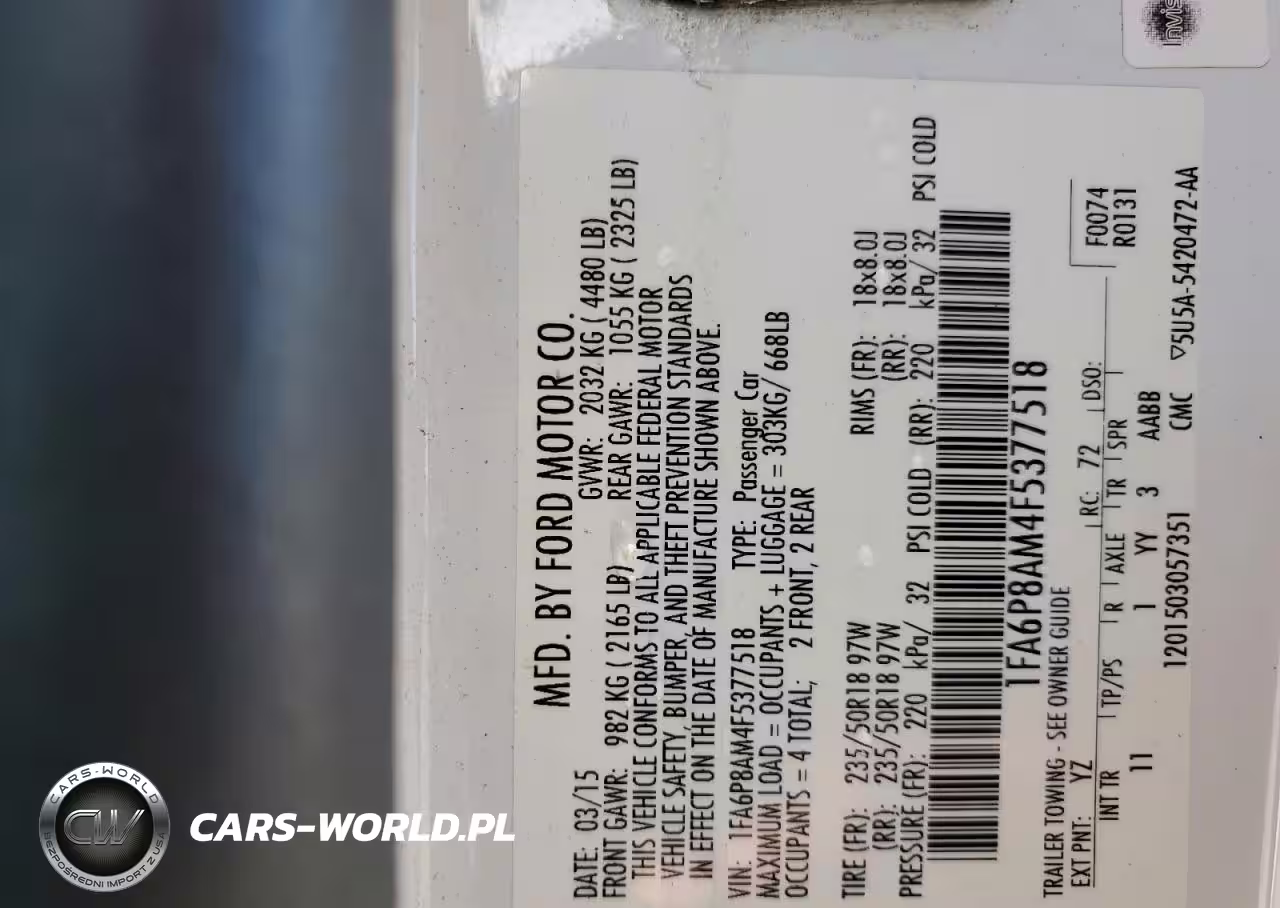 MFD. BY FORD MOTOR CO.
DATE: 03/15 GVWR: 2032 KG ( 4480 LB)
FRONT GAWR: 982 KG ( 2165 LB) REAR GAWR: 1055 KG ( 2325 LB)
THIS VEHICLE CONFORMS TO ALL APPLICABLE FEDERAL MOTOR
VEHICLE SAFETY, BUMPER, AND THEFT PREVENTION STANDARDS
IN EFFECT ON THE DATE OF MANUFACTURE SHOWN ABOVE.
VIN: 1FA6P8AM4F5377518 TYPE: Passenger Car
MAXIMUM LOAD = OCCUPANTS + LUGGAGE = 303KG/ 668LB
OCCUPANTS = 4 TOTAL; 2 FRONT, 2 REAR
TIRE (FR): 235/50R18 97W RIMS (FR): 18x8.0J
(RR): 235/50R18 97W (RR): 18x8.0J
PRESSURE (FR): 220 kPa/ 32 PSI COLD (RR): 220 kPa/ 32 PSI COLD
1FA6P8AM4F5377518
TRAILER TOWING - SEE OWNER GUIDE
EXT PNT: YZ RC: 72 DSO: F0074
INT TR TP/PS R AXLE TR SPR R0131
11 1 YY 3 AABB
1201503057351 CMC ▽5U5A-5420472-AA
CARS-WORLD
CW
BEZPOŚREDNI IMPORT Z USA
CARS-WORLD.PL